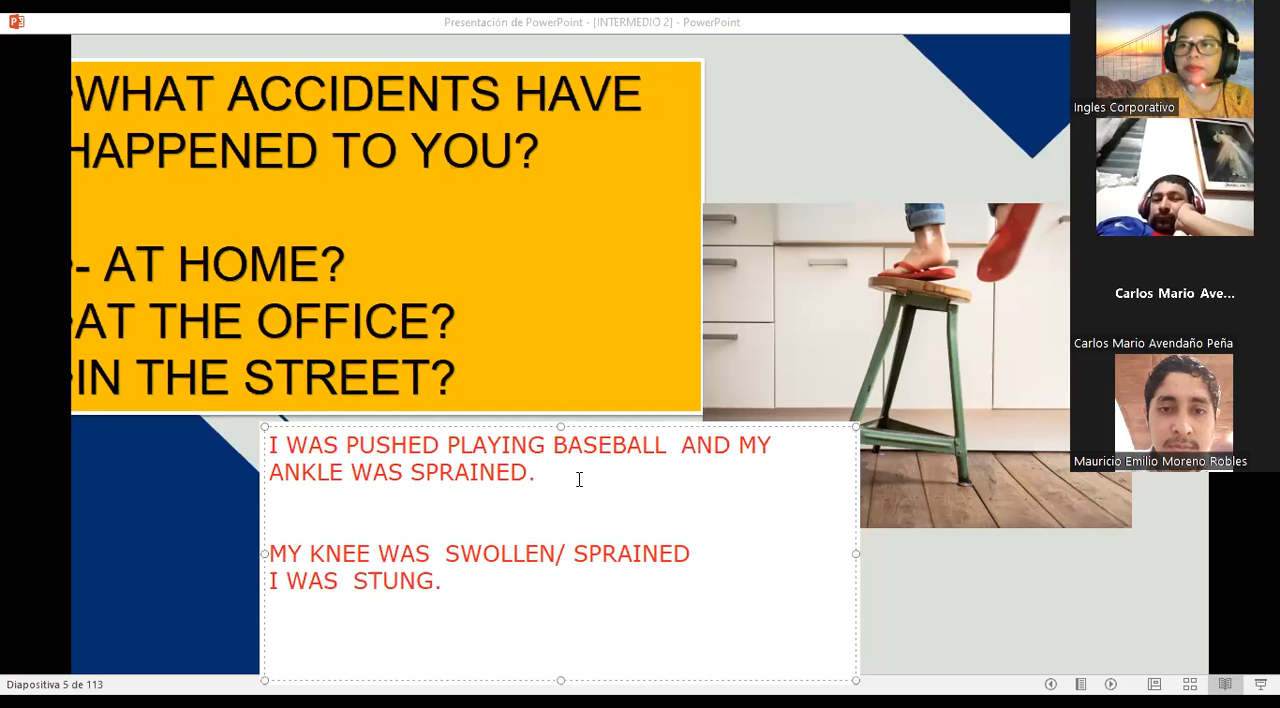 Presentación de PowerPoint - [INTERMEDIO 2] - PowerPoint
WHAT ACCIDENTS HAVE
HAPPENED TO YOU?
- AT HOME?
AT THE OFFICE?
IN THE STREET?
I WAS PUSHED PLAYING BASEBALL  AND MY
ANKLE WAS SPRAINED.
MY KNEE WAS  SWOLLEN/ SPRAINED
I WAS  STUNG.
Ingles Corporativo
Carlos Mario Ave...
Carlos Mario Avendaño Peña
Mauricio Emilio Moreno Robles
Diapositiva 5 de 113